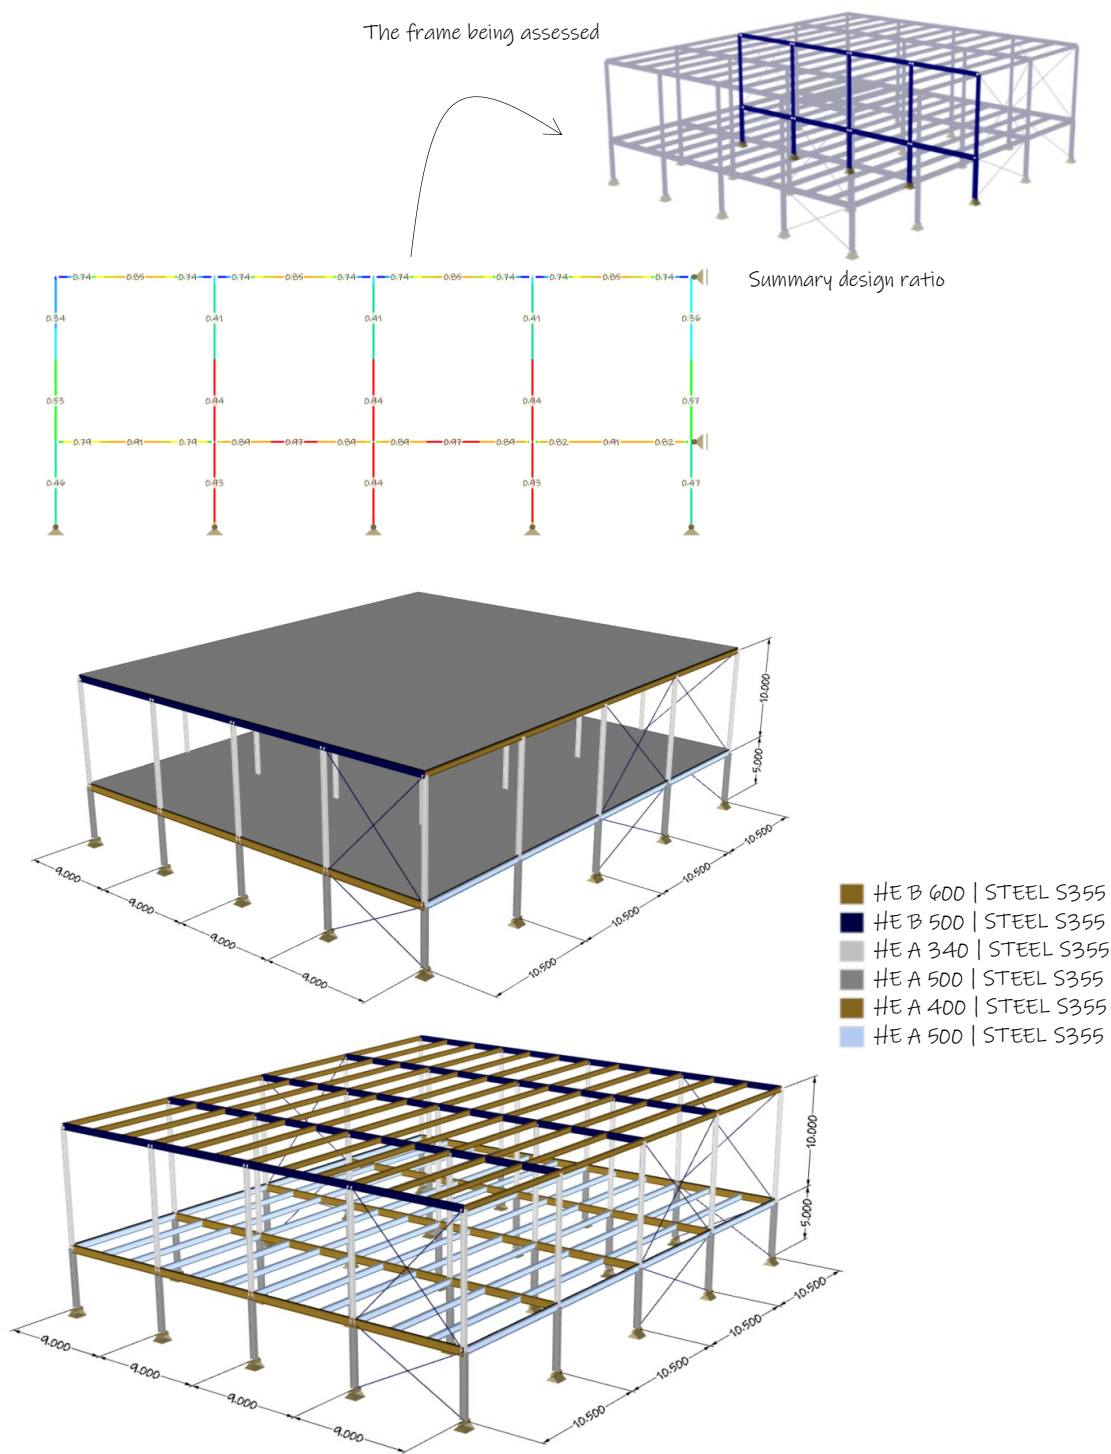 The frame being assessed
Summary design ratio
0.74 0.85 0.74 0.74 0.85 0.74 0.74 0.85 0.74 0.74 0.85 0.74
0.34 0.41 0.41 0.41 0.36
0.53 0.94 0.94 0.94 0.57
0.79 0.91 0.79 0.89 0.97 0.89 0.89 0.97 0.89 0.82 0.91 0.82
0.46 0.93 0.94 0.93 0.47
10.000
5.000
9.000
9.000
9.000
9.000
10.500
10.500
10.500
10.500
HE B 600 | STEEL S355
HE B 500 | STEEL S355
HE A 340 | STEEL S355
HE A 500 | STEEL S355
HE A 400 | STEEL S355
HE A 500 | STEEL S355
10.000
5.000
9.000
9.000
9.000
9.000
10.500
10.500
10.500
10.500